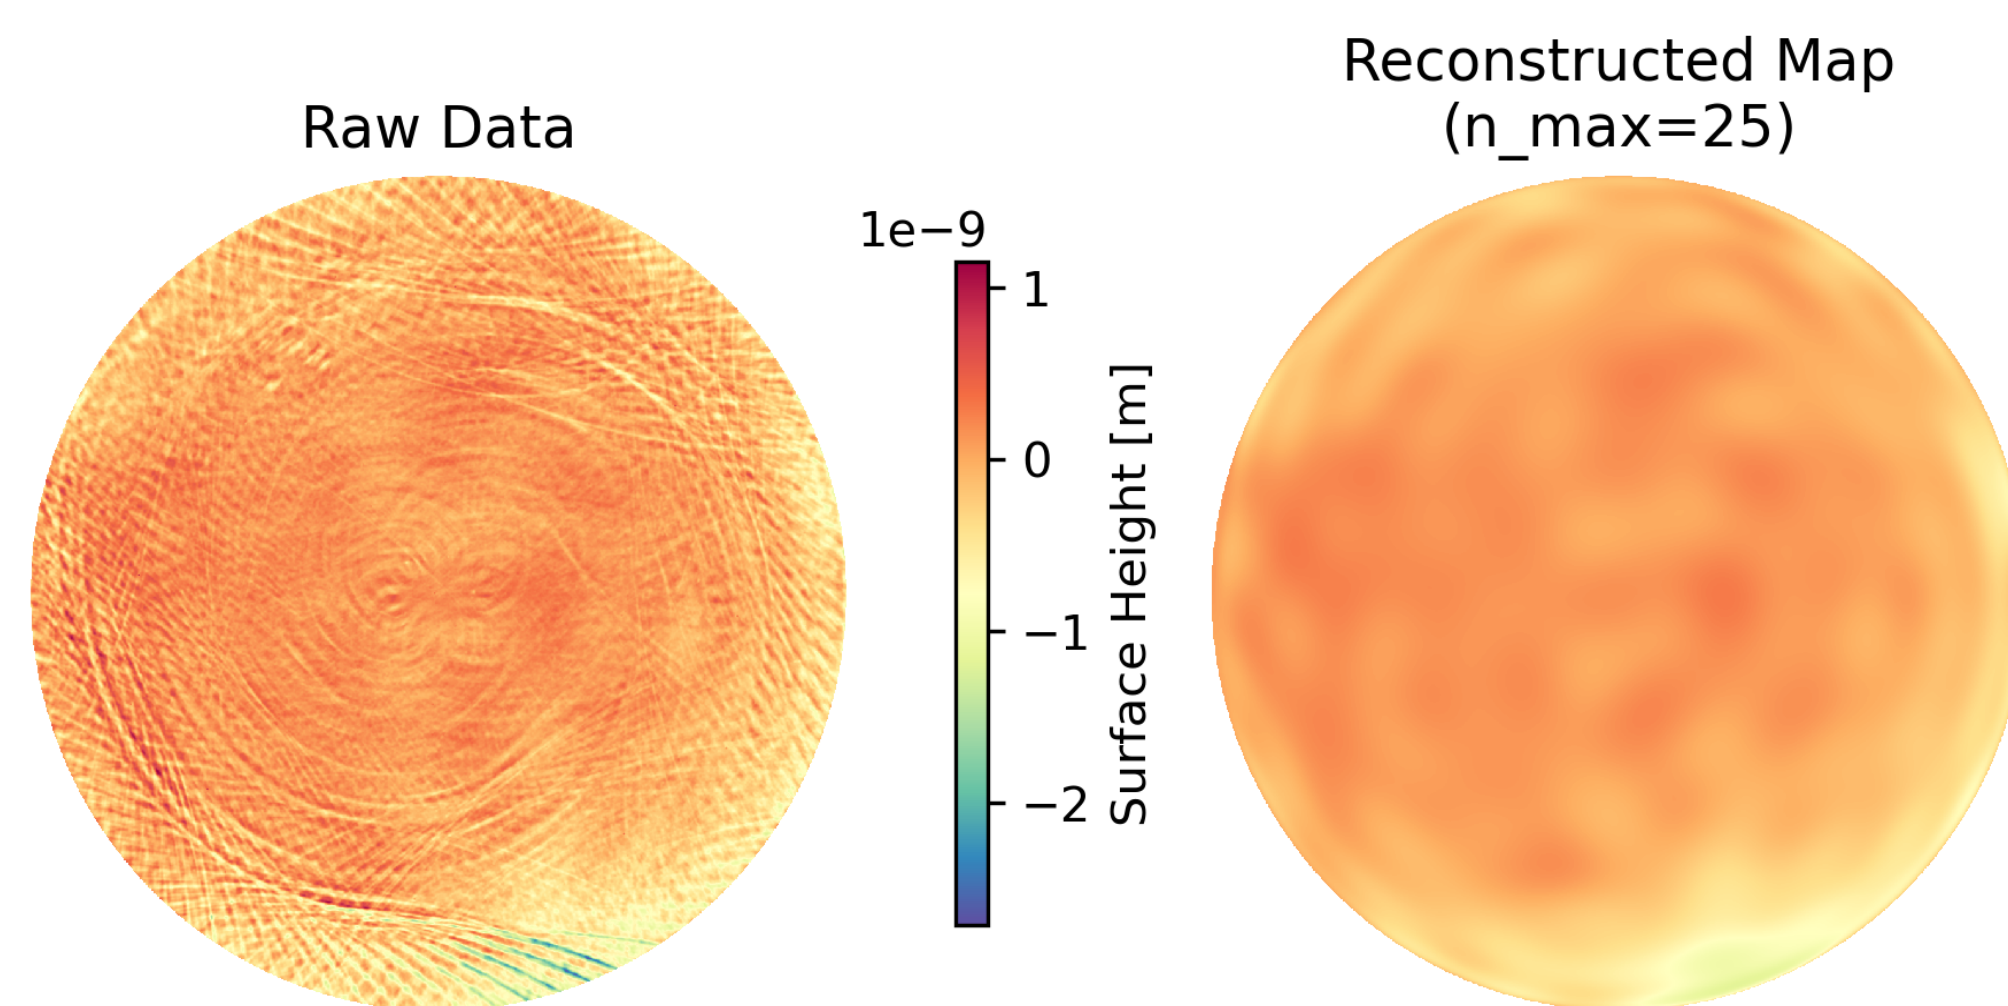 Raw Data
1e−9
1
0
−1
−2
Surface Height [m]
Reconstructed Map
(n_max=25)